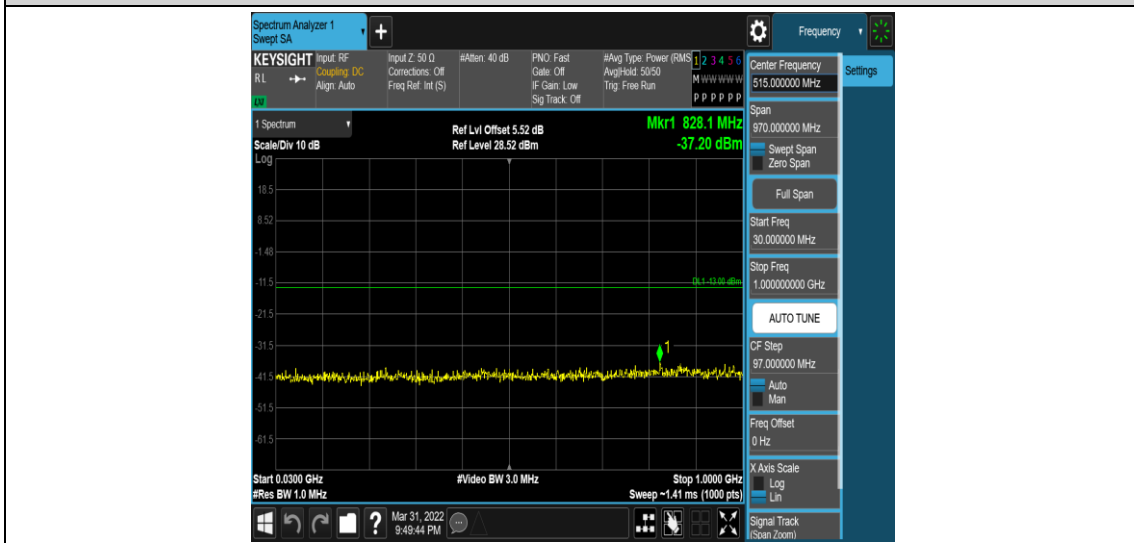 Spectrum Analyzer 1
Swept SA
+
Frequency
KEYSIGHT
RL
Input: RF
Coupling: DC
Align: Auto
Input Z: 50 Ω
Corrections: Off
Freq Ref: Int (S)
#Atten: 40 dB
PNO: Fast
Gate: Off
IF Gain: Low
Sig Track: Off
#Avg Type: Power (RMS
Avg|Hold: 50/50
Trig: Free Run
1 2 3 4 5 6
M W W W W W
P P P P P P
1 Spectrum
Scale/Div 10 dB
Log
Ref Lvl Offset 5.52 dB
Ref Level 28.52 dBm
Mkr1 828.1 MHz
-37.20 dBm
18.5
8.52
-1.48
-11.5
DL1 -13.00 dBm
-21.5
-31.5
1
-41.5
-51.5
-61.5
Start 0.0300 GHz
#Res BW 1.0 MHz
#Video BW 3.0 MHz
Stop 1.0000 GHz
Sweep ~1.41 ms (1000 pts)
Mar 31, 2022
9:49:44 PM
Center Frequency
515.000000 MHz
Settings
Span
970.000000 MHz
Swept Span
Zero Span
Full Span
Start Freq
30.000000 MHz
Stop Freq
1.000000000 GHz
AUTO TUNE
CF Step
97.000000 MHz
Auto
Man
Freq Offset
0 Hz
X Axis Scale
Log
Lin
Signal Track
(Span Zoom)